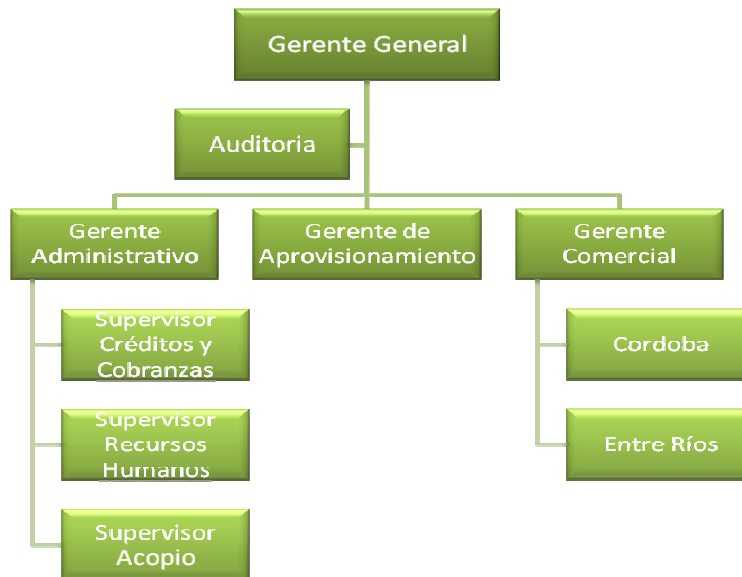 Gerente General
Auditoria
Gerente
Administrativo
Gerente de
Aprovisionamiento
Gerente
Comercial
Supervisor
Créditos y
Cobranzas
Supervisor
Recursos
Humanos
Supervisor
Acopio
Cordoba
Entre Ríos